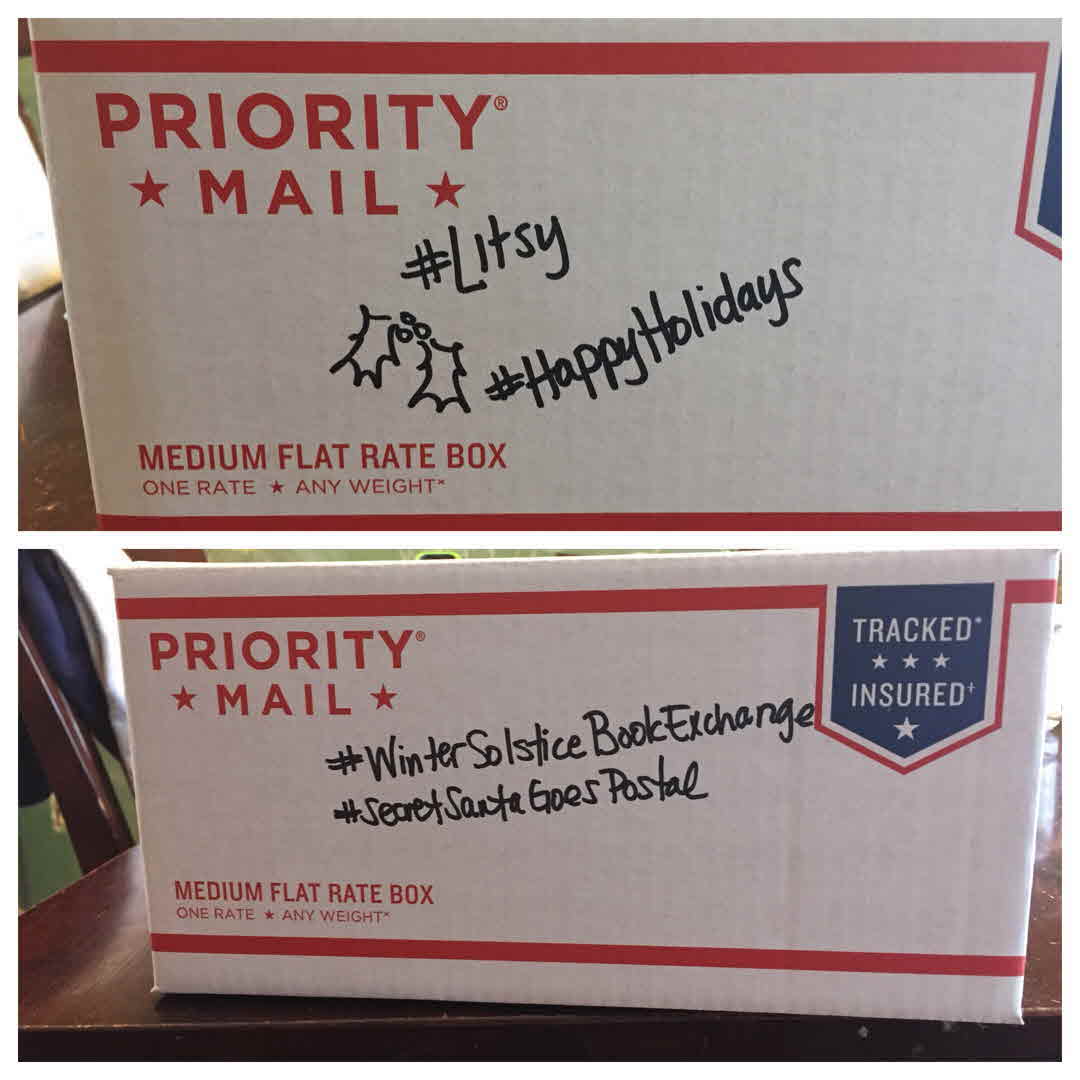 PRIORITY®
★ MAIL ★
#Litsy
#HappyHolidays
MEDIUM FLAT RATE BOX
ONE RATE ★ ANY WEIGHT*
PRIORITY®
★ MAIL ★
TRACKED*
★ ★ ★
INSURED+
★
#WinterSolsticeBookExchange
#SecretSantaGoesPostal
MEDIUM FLAT RATE BOX
ONE RATE ★ ANY WEIGHT*